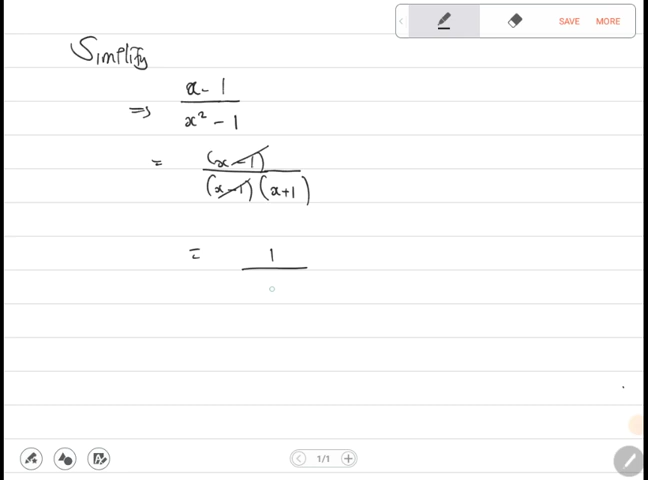 SAVE MORE
Simplify
⇒ x - 1 / x² - 1
= (x - 1) / (x - 1) (x + 1)
= 1 /
1/1